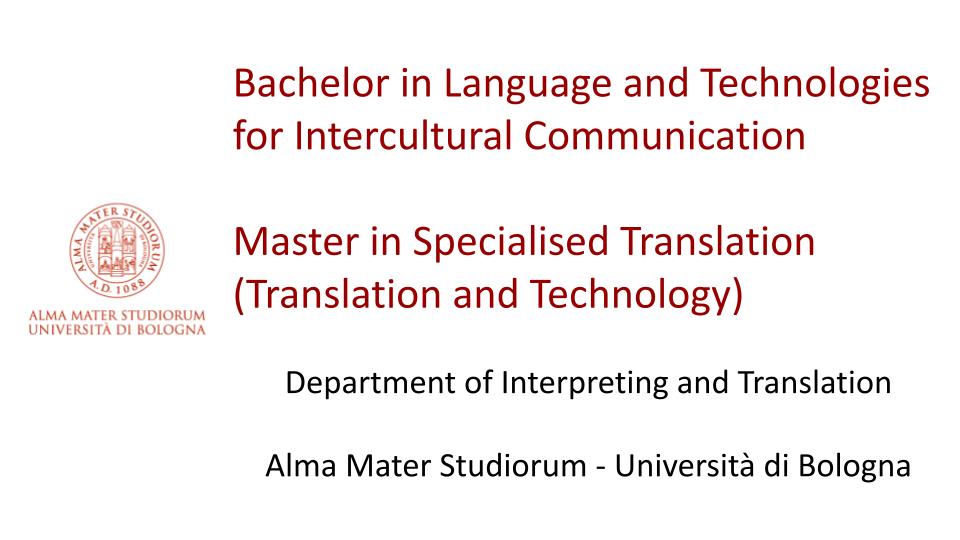 Bachelor in Language and Technologies
for Intercultural Communication
Master in Specialised Translation
(Translation and Technology)
ALMA MATER STUDIORUM
A.D. 1088
ALMA MATER STUDIORUM
UNIVERSITÀ DI BOLOGNA
Department of Interpreting and Translation
Alma Mater Studiorum - Università di Bologna